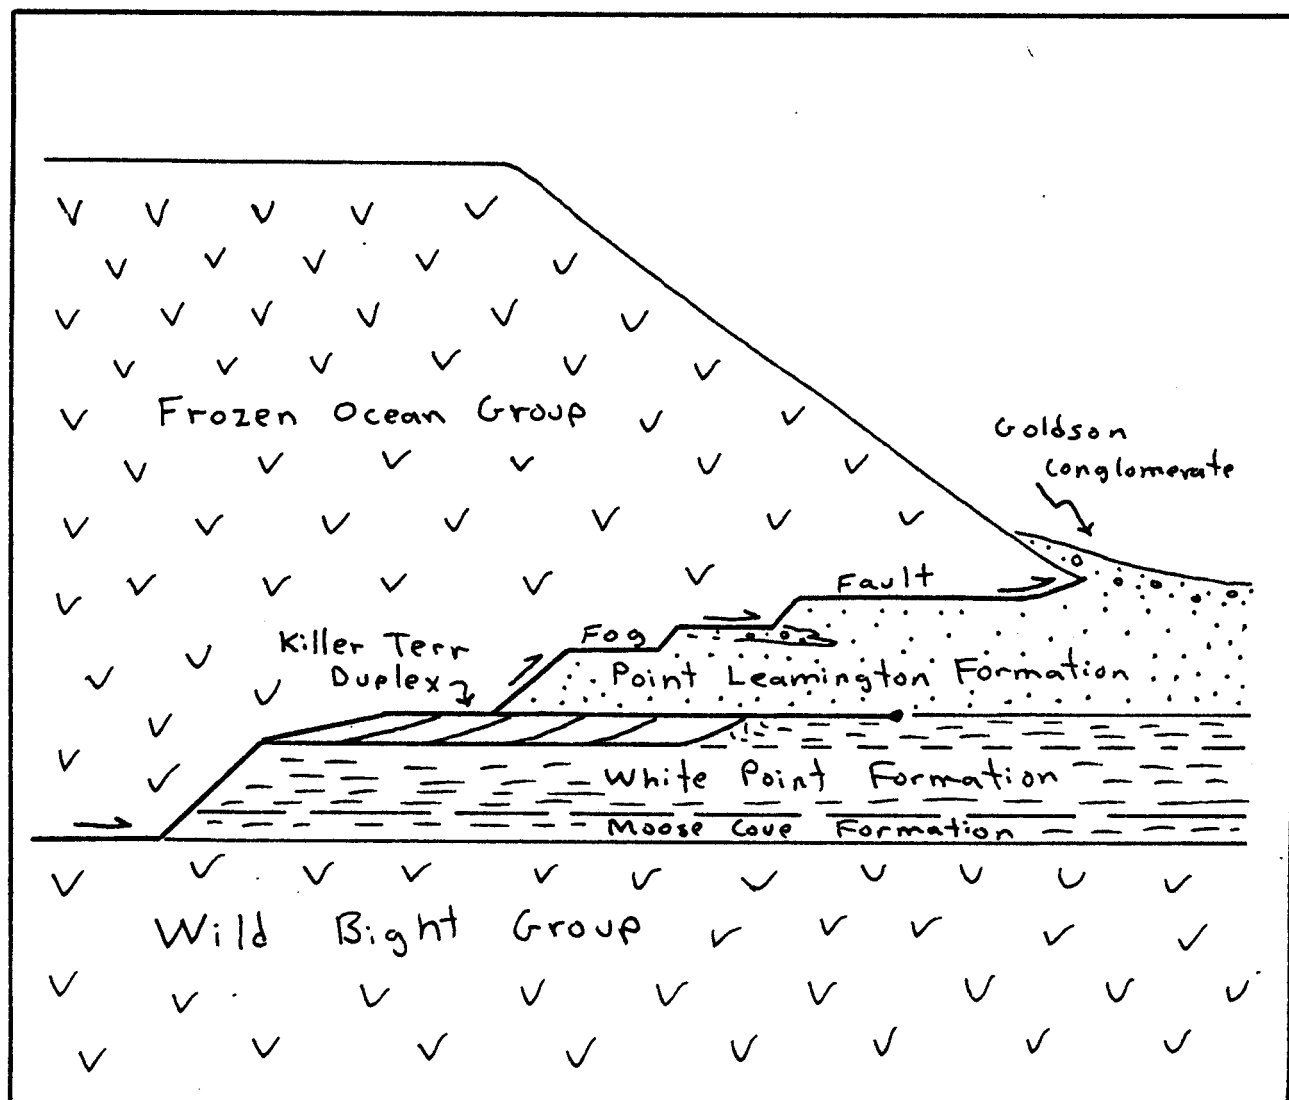 Frozen Ocean Group
Goldson
Conglomerate
Fault
Fog
Killer Terr
Duplex
Point Leamington Formation
White Point Formation
Moose Cove Formation
Wild Bight Group